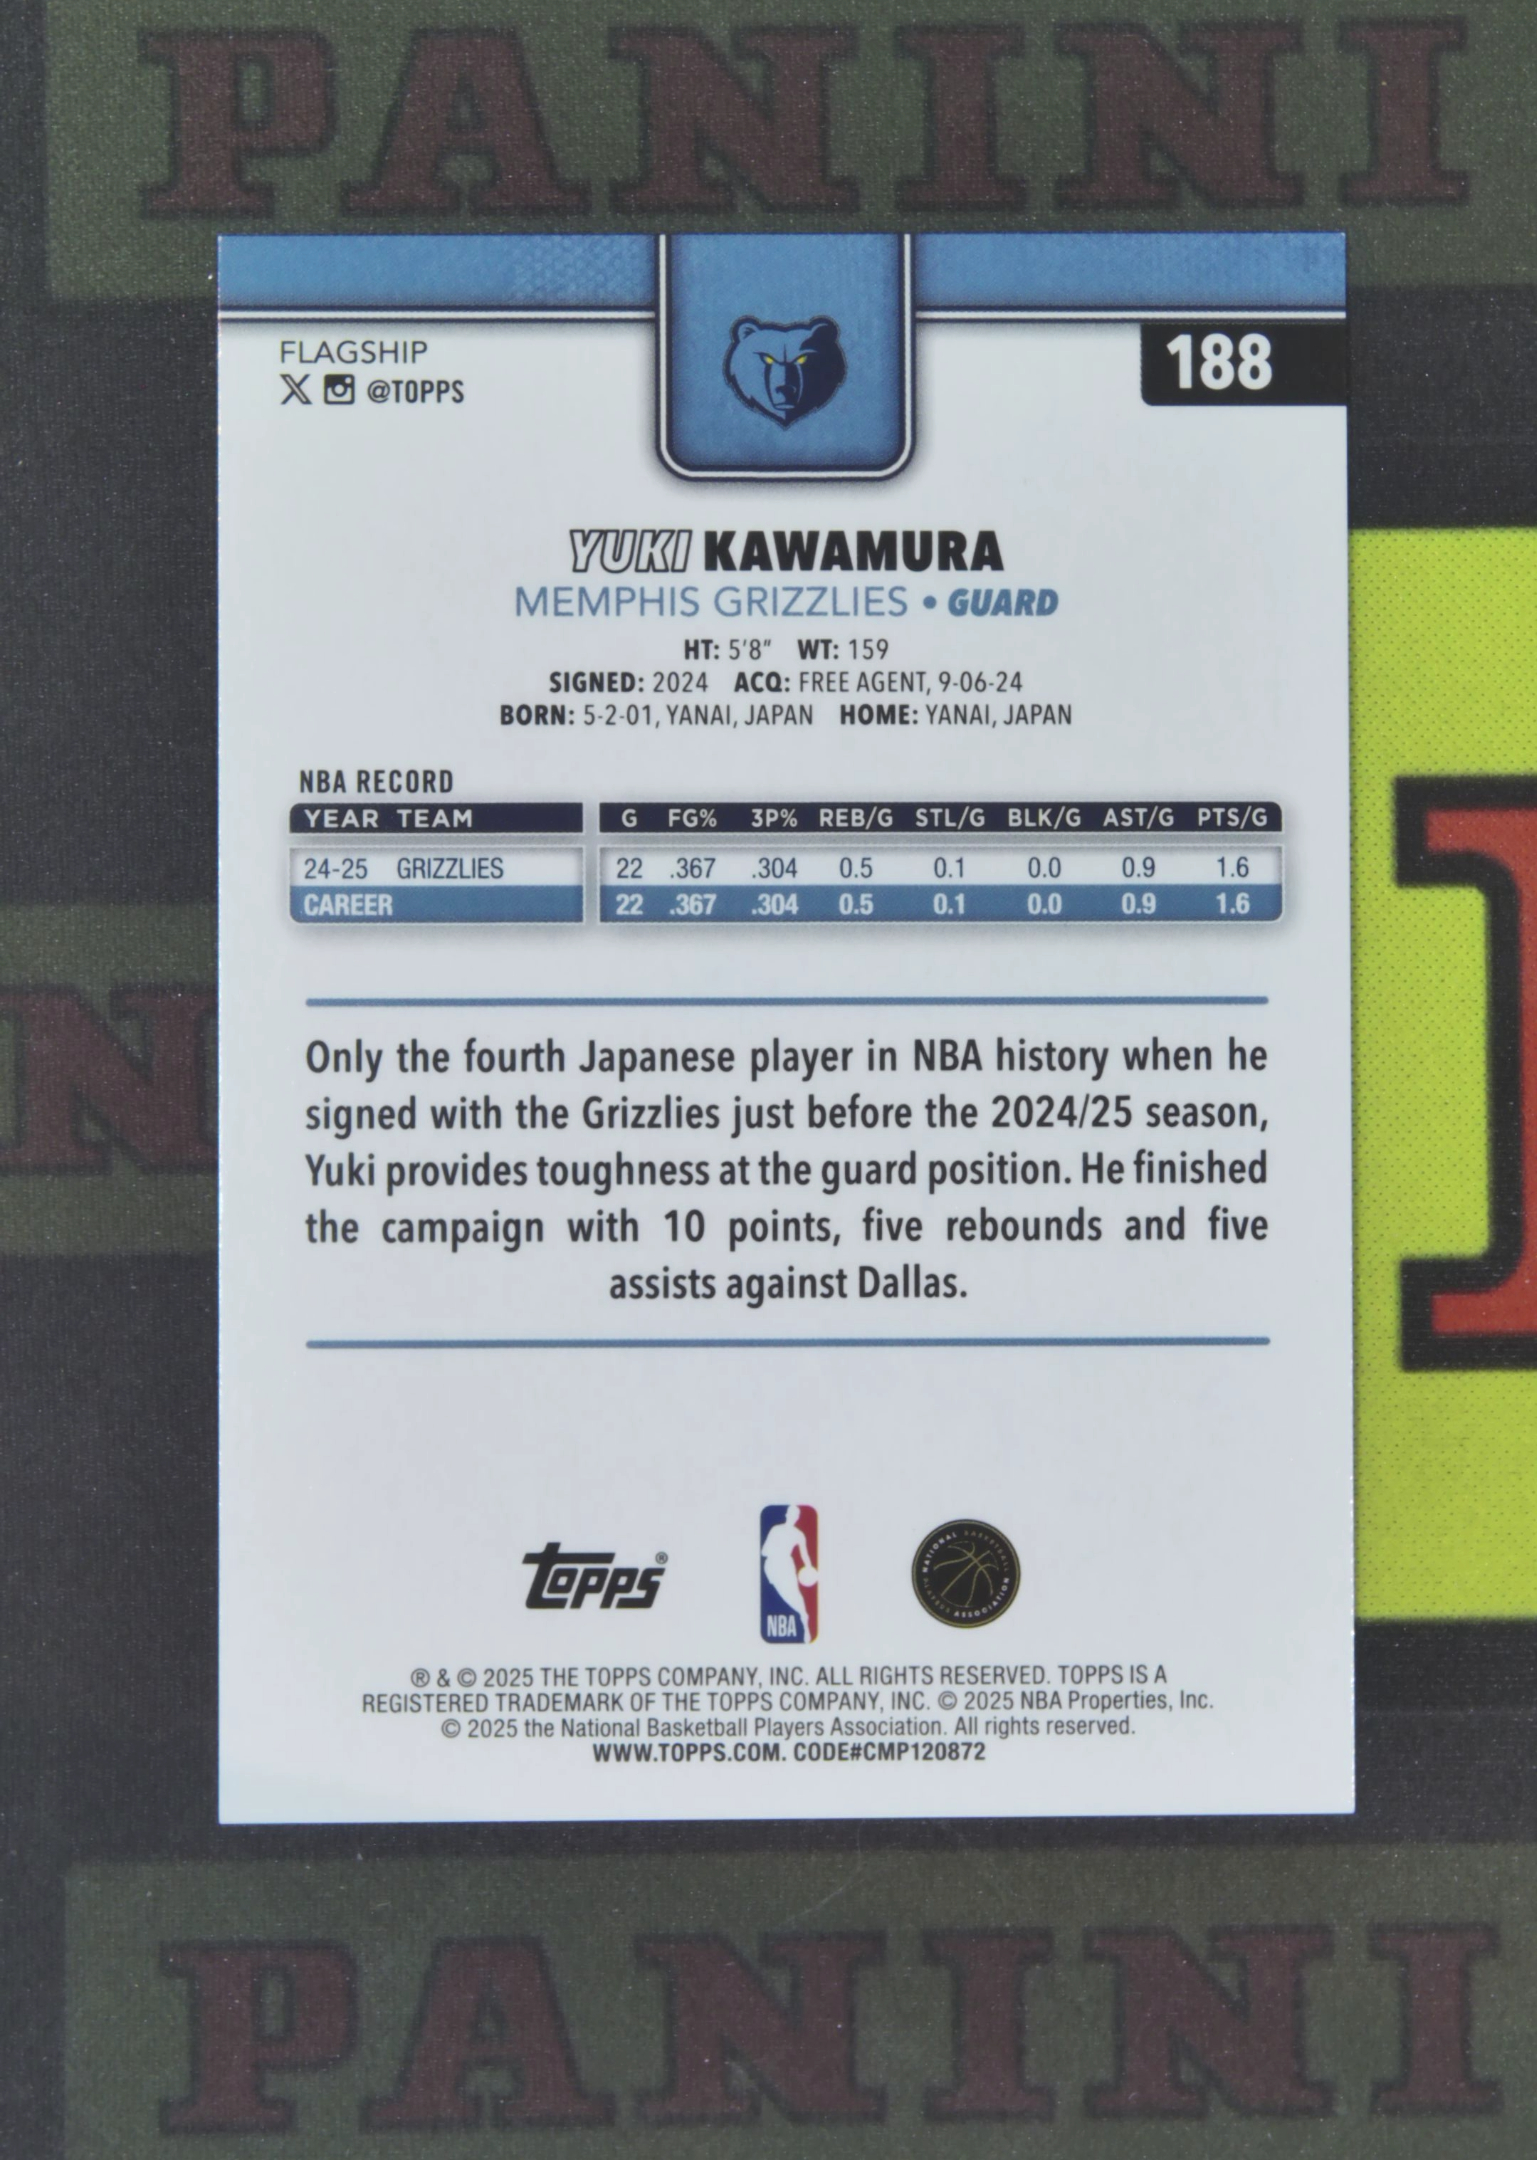 PANINI
FLAGSHIP
@TOPPS
188
YUKI KAWAMURA
MEMPHIS GRIZZLIES • GUARD
HT: 5'8" WT: 159
SIGNED: 2024 ACQ: FREE AGENT, 9-06-24
BORN: 5-2-01, YANAI, JAPAN HOME: YANAI, JAPAN
NBA RECORD
YEAR TEAM G FG% 3P% REB/G STL/G BLK/G AST/G PTS/G
24-25 GRIZZLIES 22 .367 .304 0.5 0.1 0.0 0.9 1.6
CAREER 22 .367 .304 0.5 0.1 0.0 0.9 1.6
N
Only the fourth Japanese player in NBA history when he
signed with the Grizzlies just before the 2024/25 season,
Yuki provides toughness at the guard position. He finished
the campaign with 10 points, five rebounds and five
assists against Dallas.
Topps®
NBA
NATIONAL BASKETBALL PLAYERS ASSOCIATION
® & © 2025 THE TOPPS COMPANY, INC. ALL RIGHTS RESERVED. TOPPS IS A
REGISTERED TRADEMARK OF THE TOPPS COMPANY, INC. © 2025 NBA Properties, Inc.
© 2025 the National Basketball Players Association. All rights reserved.
WWW.TOPPS.COM. CODE#CMP120872
PANINI